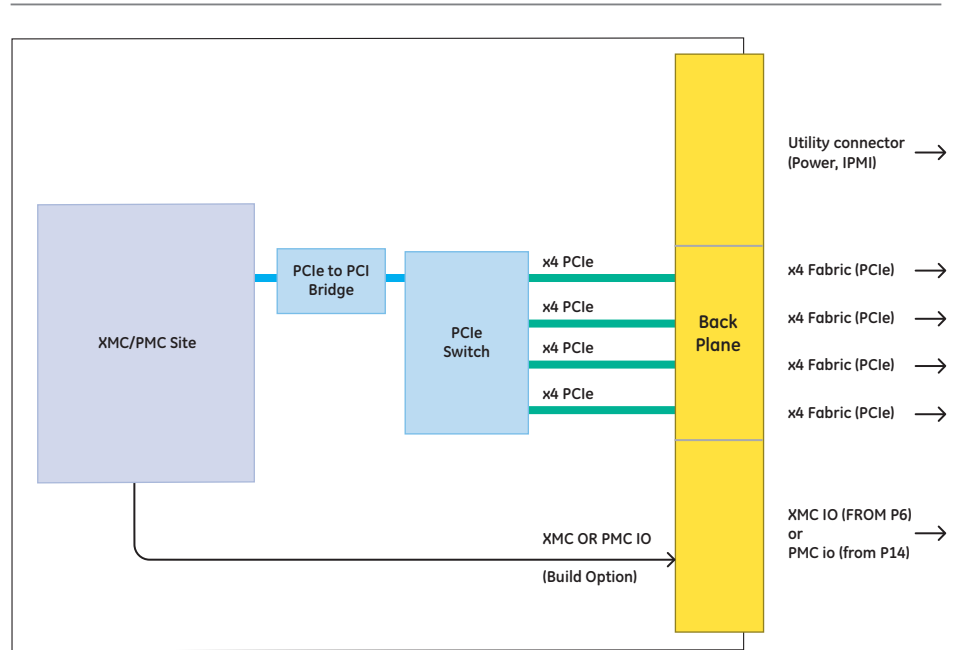 Utility connector
(Power, IPMI)
PCIe to PCI
Bridge
x4 PCIe
x4 Fabric (PCIe)
x4 PCIe
x4 Fabric (PCIe)
XMC/PMC Site
PCIe
Switch
Back
Plane
x4 PCIe
x4 Fabric (PCIe)
x4 PCIe
x4 Fabric (PCIe)
XMC OR PMC IO
(Build Option)
XMC IO (FROM P6)
or
PMC io (from P14)